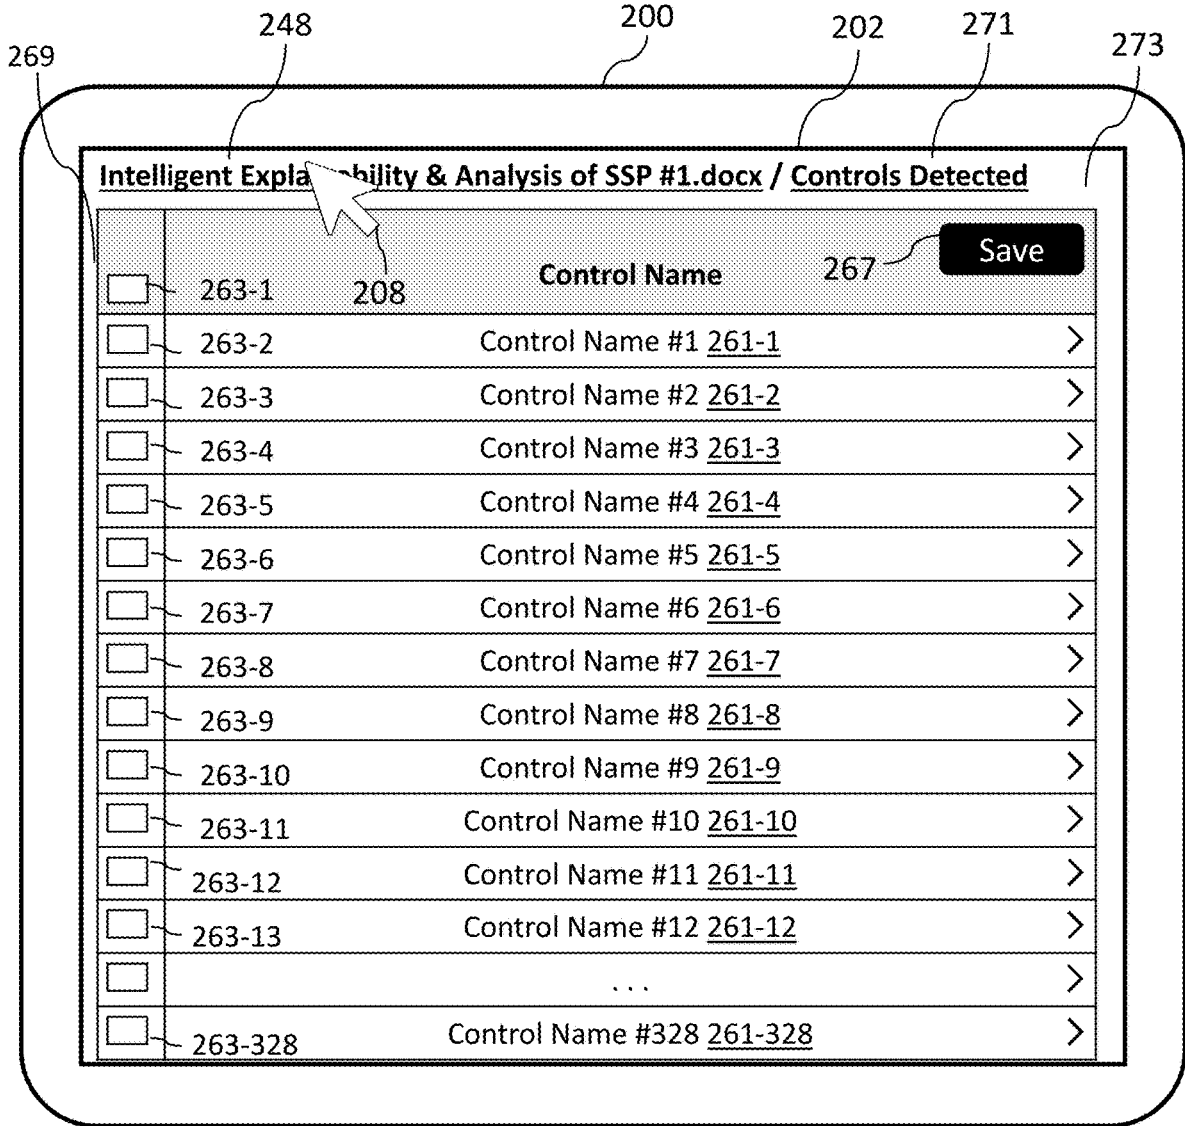 248 200 202 271 273
269
Intelligent Expla bility & Analysis of SSP #1.docx / Controls Detected
Save
267
Control Name
263-1 208
263-2 Control Name #1 261-1 >
263-3 Control Name #2 261-2 >
263-4 Control Name #3 261-3 >
263-5 Control Name #4 261-4 >
263-6 Control Name #5 261-5 >
263-7 Control Name #6 261-6 >
263-8 Control Name #7 261-7 >
263-9 Control Name #8 261-8 >
263-10 Control Name #9 261-9 >
263-11 Control Name #10 261-10 >
263-12 Control Name #11 261-11 >
263-13 Control Name #12 261-12 >
. . . >
263-328 Control Name #328 261-328 >